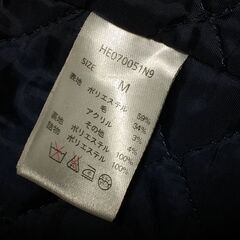 HE070051N9
SIZE M
表地 ポリエステル 59%
毛 34%
アクリル 3%
その他 4%
裏地 ポリエステル 100%
詰物 ポリエステル 100%